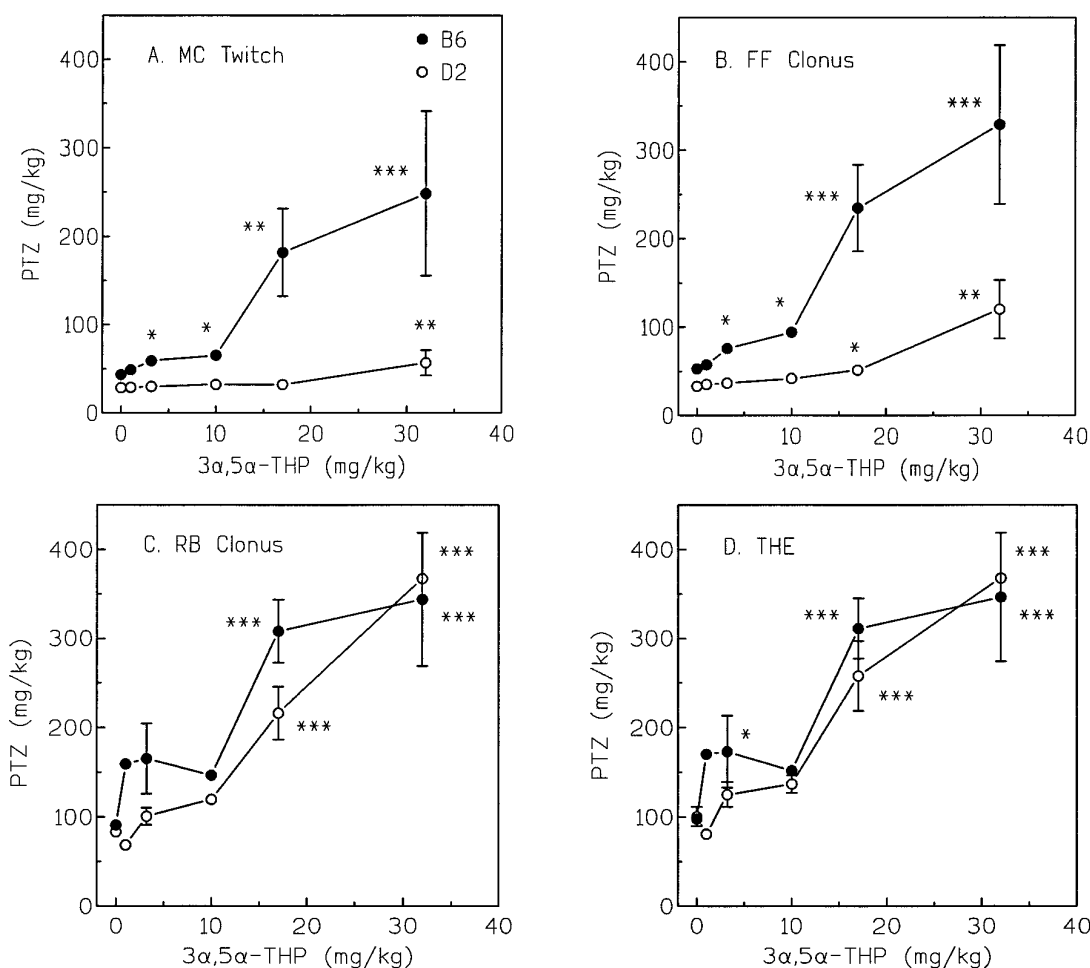 A. MC Twitch
B6
D2
PTZ (mg/kg)
400
300
200
100
0
***
**
*
*
**
0 10 20 30 40
3α,5α-THP (mg/kg)
B. FF Clonus
PTZ (mg/kg)
400
300
200
100
0
***
***
*
*
*
**
0 10 20 30 40
3α,5α-THP (mg/kg)
C. RB Clonus
PTZ (mg/kg)
400
300
200
100
0
***
***
***
***
0 10 20 30 40
3α,5α-THP (mg/kg)
D. THE
PTZ (mg/kg)
400
300
200
100
0
***
***
***
***
*
0 10 20 30 40
3α,5α-THP (mg/kg)